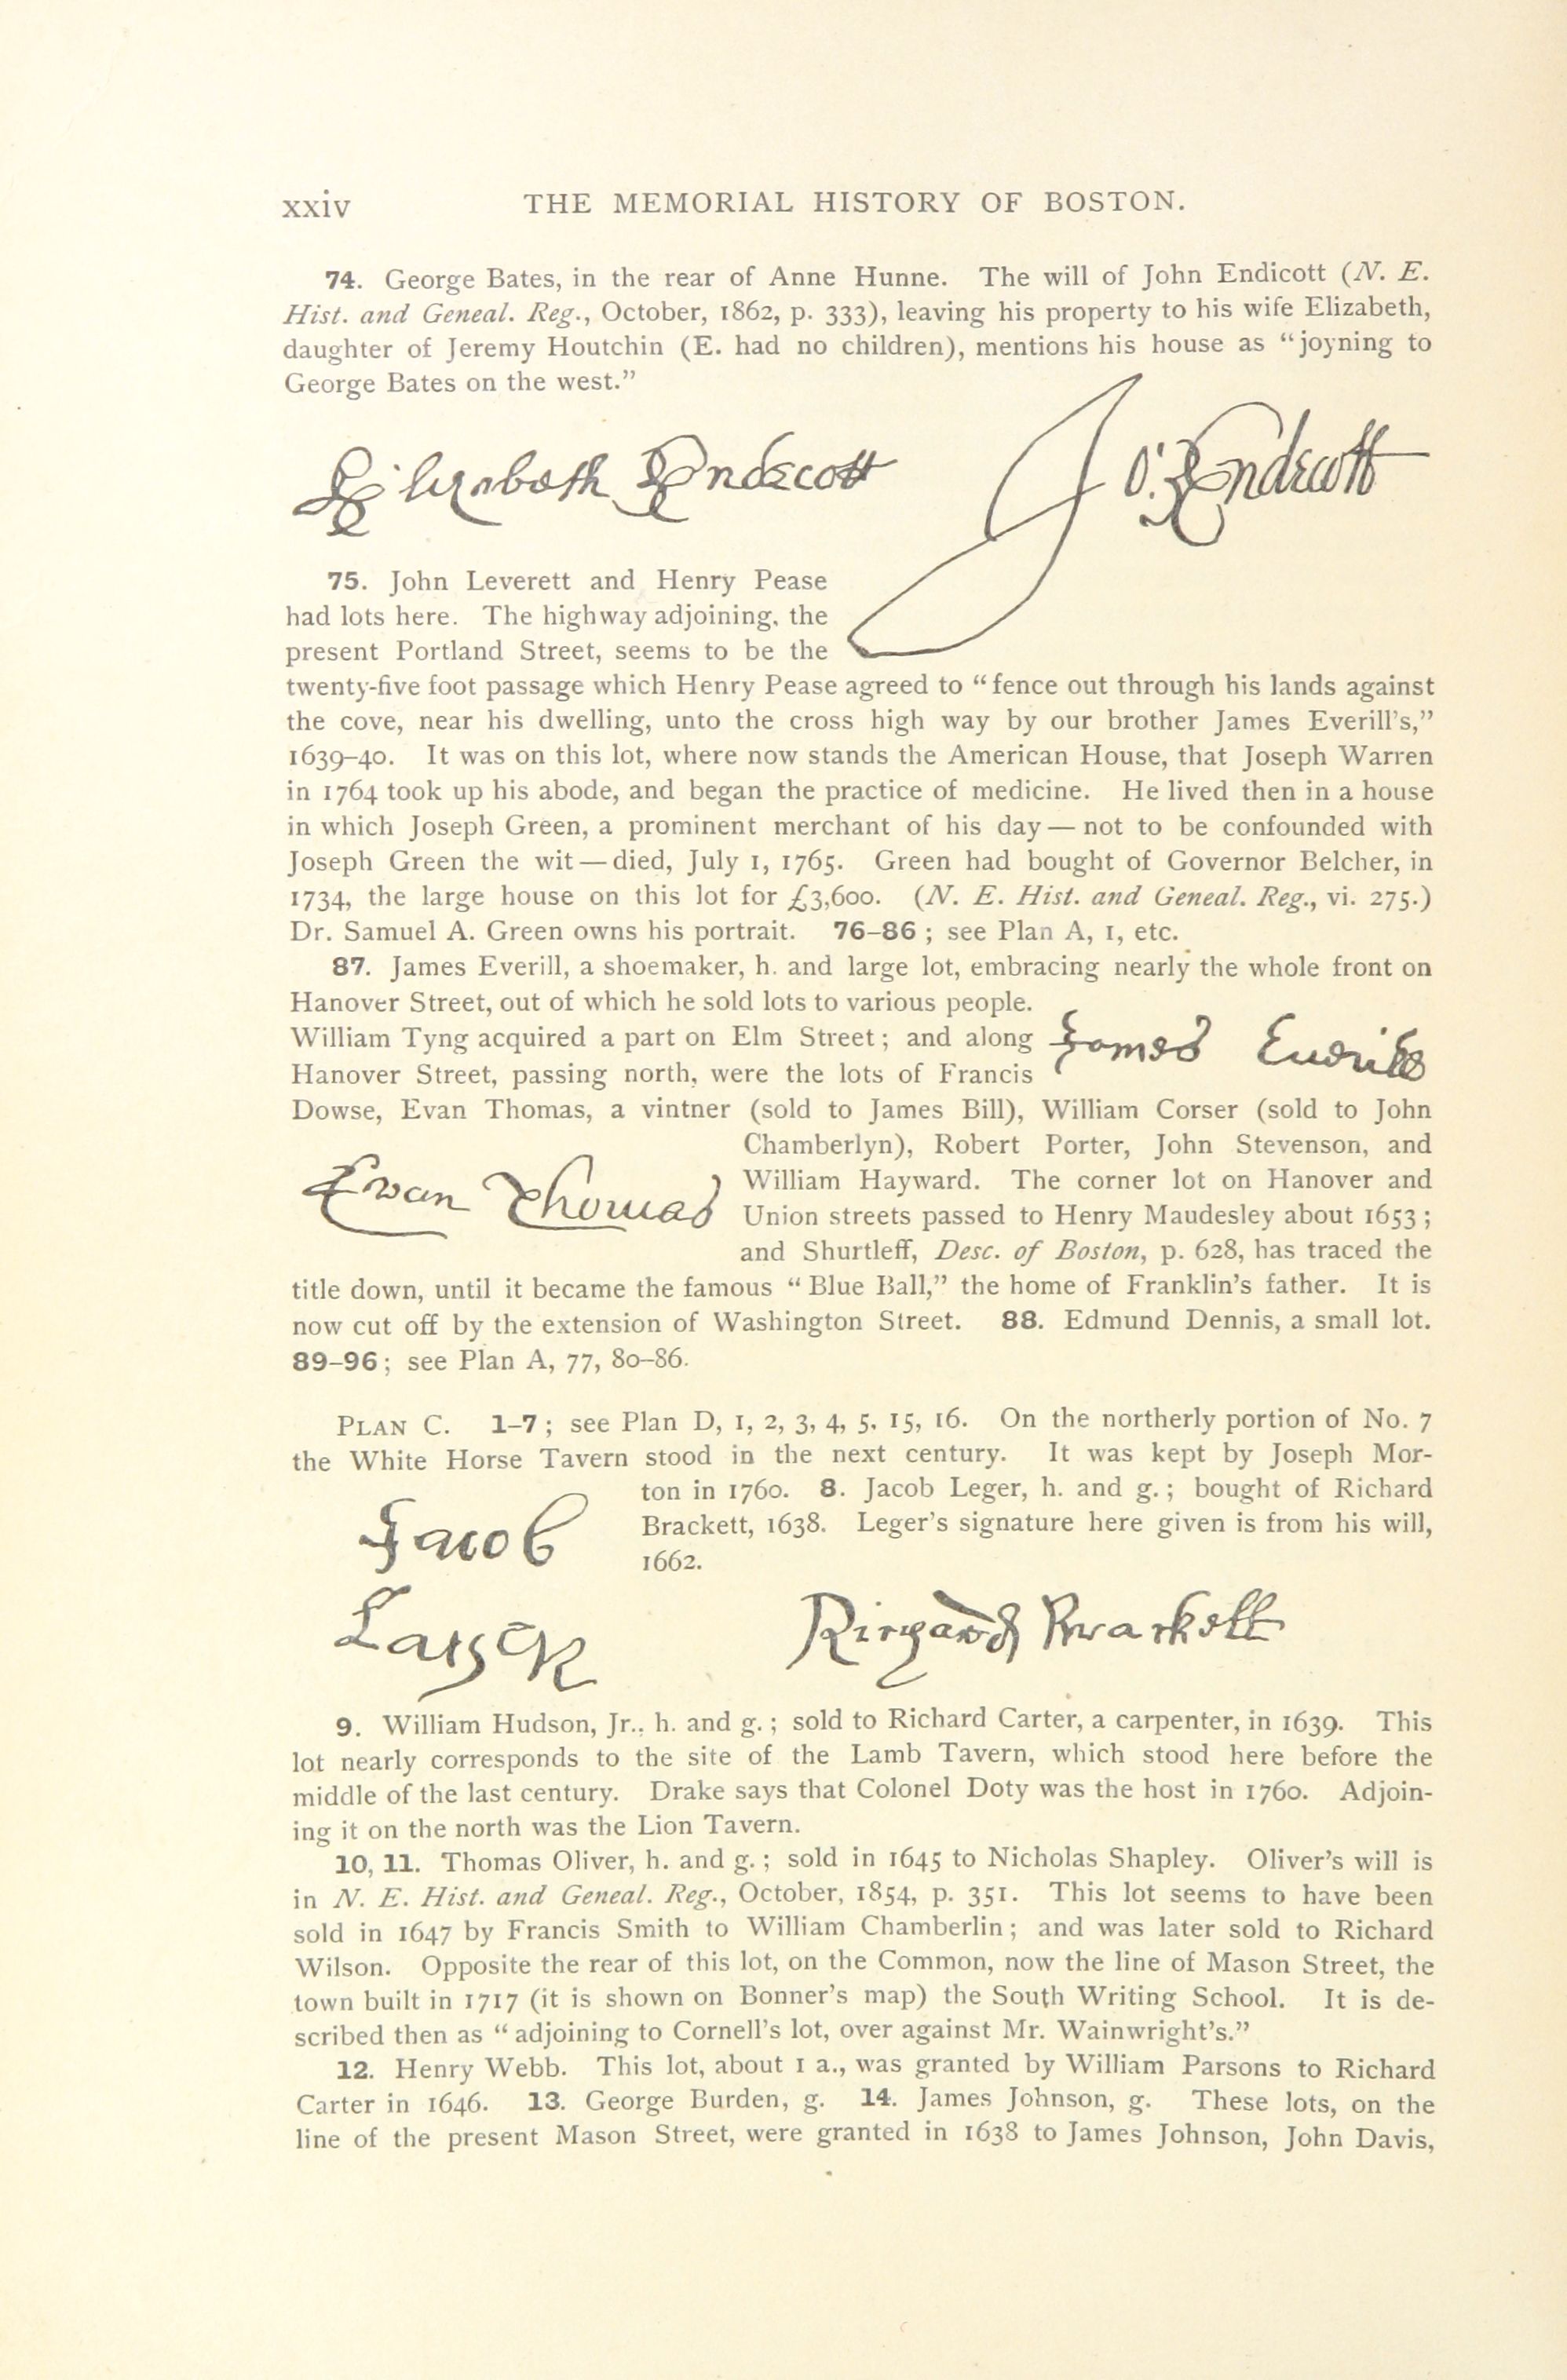 xxiv THE MEMORIAL HISTORY OF BOSTON.
74. George Bates, in the rear of Anne Hunne. The will of John Endicott (N. E.
Hist. and Geneal. Reg., October, 1862, p. 333), leaving his property to his wife Elizabeth,
daughter of Jeremy Houtchin (E. had no children), mentions his house as “joyning to
George Bates on the west.”
Elizabeth Endecott Jo: Endecott
75. John Leverett and Henry Pease
had lots here. The highway adjoining, the
present Portland Street, seems to be the
twenty-five foot passage which Henry Pease agreed to “fence out through his lands against
the cove, near his dwelling, unto the cross high way by our brother James Everill’s,”
1639–40. It was on this lot, where now stands the American House, that Joseph Warren
in 1764 took up his abode, and began the practice of medicine. He lived then in a house
in which Joseph Green, a prominent merchant of his day — not to be confounded with
Joseph Green the wit — died, July 1, 1765. Green had bought of Governor Belcher, in
1734, the large house on this lot for £3,600. (N. E. Hist. and Geneal. Reg., vi. 275.)
Dr. Samuel A. Green owns his portrait. 76–86 ; see Plan A, 1, etc.
87. James Everill, a shoemaker, h. and large lot, embracing nearly the whole front on
Hanover Street, out of which he sold lots to various people.
William Tyng acquired a part on Elm Street ; and along
James Everill
Hanover Street, passing north, were the lots of Francis
Dowse, Evan Thomas, a vintner (sold to James Bill), William Corser (sold to John
Chamberlyn), Robert Porter, John Stevenson, and
William Hayward. The corner lot on Hanover and
Evan Thomas
Union streets passed to Henry Maudesley about 1653 ;
and Shurtleff, Desc. of Boston, p. 628, has traced the
title down, until it became the famous “Blue Ball,” the home of Franklin’s father. It is
now cut off by the extension of Washington Street. 88. Edmund Dennis, a small lot.
89–96 ; see Plan A, 77, 80–86.
PLAN C. 1–7 ; see Plan D, 1, 2, 3, 4, 5, 15, 16. On the northerly portion of No. 7
the White Horse Tavern stood in the next century. It was kept by Joseph Mor-
ton in 1760. 8. Jacob Leger, h. and g. ; bought of Richard
Brackett, 1638. Leger’s signature here given is from his will,
1662.
Jacob
Richard Brackett
9. William Hudson, Jr., h. and g. ; sold to Richard Carter, a carpenter, in 1639. This
lot nearly corresponds to the site of the Lamb Tavern, which stood here before the
middle of the last century. Drake says that Colonel Doty was the host in 1760. Adjoin-
ing it on the north was the Lion Tavern.
10, 11. Thomas Oliver, h. and g. ; sold in 1645 to Nicholas Shapley. Oliver’s will is
in N. E. Hist. and Geneal. Reg., October, 1854, p. 351. This lot seems to have been
sold in 1647 by Francis Smith to William Chamberlin ; and was later sold to Richard
Wilson. Opposite the rear of this lot, on the Common, now the line of Mason Street, the
town built in 1717 (it is shown on Bonner’s map) the South Writing School. It is de-
scribed then as “adjoining to Cornell’s lot, over against Mr. Wainwright’s.”
12. Henry Webb. This lot, about 1 a., was granted by William Parsons to Richard
Carter in 1646. 13. George Burden, g. 14. James Johnson, g. These lots, on the
line of the present Mason Street, were granted in 1638 to James Johnson, John Davis,